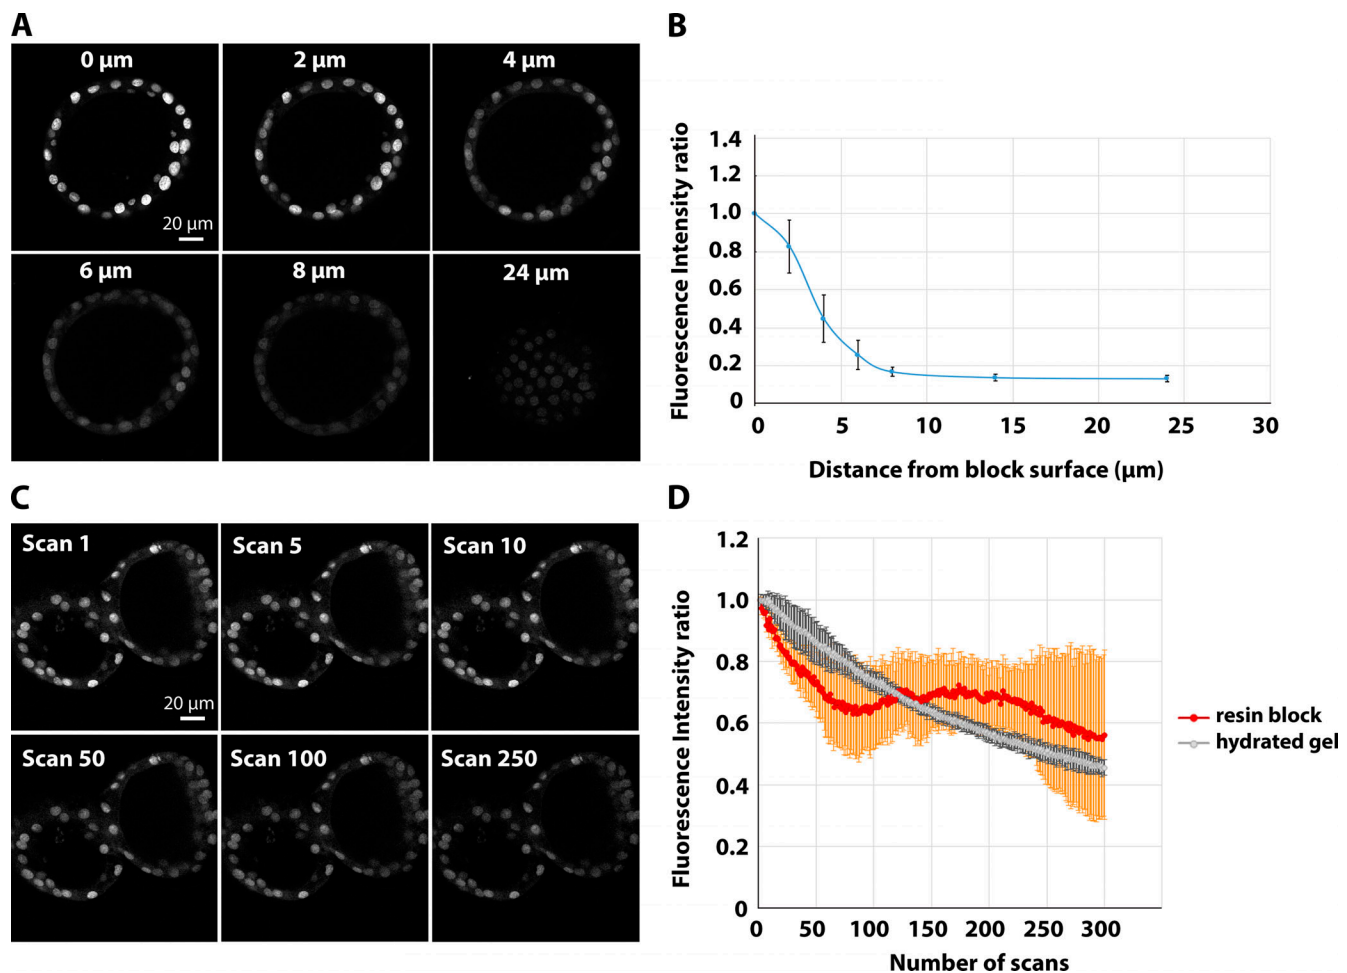 A
0 µm
2 µm
4 µm
20 µm
6 µm
8 µm
24 µm
B
Fluorescence Intensity ratio
1.4
1.2
1.0
0.8
0.6
0.4
0.2
0
0 5 10 15 20 25 30
Distance from block surface (µm)
C
Scan 1
Scan 5
Scan 10
20 µm
Scan 50
Scan 100
Scan 250
D
Fluorescence Intensity ratio
1.2
1.0
0.8
0.6
0.4
0.2
0
0 50 100 150 200 250 300
Number of scans
resin block
hydrated gel